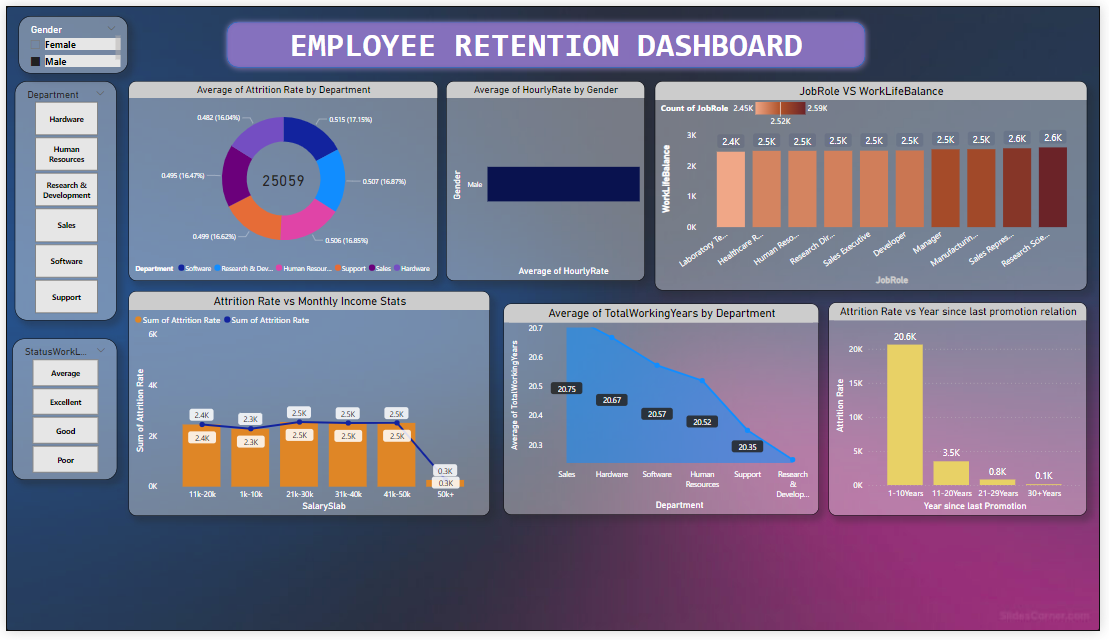 EMPLOYEE RETENTION DASHBOARD
Gender
Female
Male
Department
Hardware
Human
Resources
Research &
Development
Sales
Software
Support
StatusWorkL...
Average
Excellent
Good
Poor
Average of Attrition Rate by Department
0.482 (16.04%)
0.515 (17.15%)
0.495 (16.47%)
25059
0.507 (16.87%)
0.499 (16.62%)
0.506 (16.85%)
Department Software Research & Dev... Human Resour... Support Sales Hardware
Average of HourlyRate by Gender
Gender
Male
Average of HourlyRate
JobRole VS WorkLifeBalance
Count of JobRole 2.45K 2.59K
2.52K
WorkLifeBalance
3K
2K
1K
0K
2.4K 2.5K 2.5K 2.5K 2.5K 2.5K 2.5K 2.5K 2.6K 2.6K
Laboratory Te...
Healthcare R...
Human Reso...
Research Dir...
Sales Executive
Developer
Manager
Manufacturin...
Sales Repres...
Research Scie...
JobRole
Attrition Rate vs Monthly Income Stats
Sum of Attrition Rate Sum of Attrition Rate
Sum of Attrition Rate
6K
4K
2K
0K
2.4K 2.3K 2.5K 2.5K 2.5K 0.3K
2.4K 2.3K 2.5K 2.5K 2.5K 0.3K
11k-20k 1k-10k 21k-30k 31k-40k 41k-50k 50k+
SalarySlab
Average of TotalWorkingYears by Department
Average of TotalWorkingYears
20.7
20.6
20.5
20.4
20.3
20.75
20.67
20.57
20.52
20.35
Sales Hardware Software Human
Resources Support Research
&
Develop...
Department
Attrition Rate vs Year since last promotion relation
Attrition Rate
20K
15K
10K
5K
0K
20.6K
3.5K
0.8K
0.1K
1-10Years 11-20Years 21-29Years 30+Years
Year since last Promotion
SlidesCorner.com